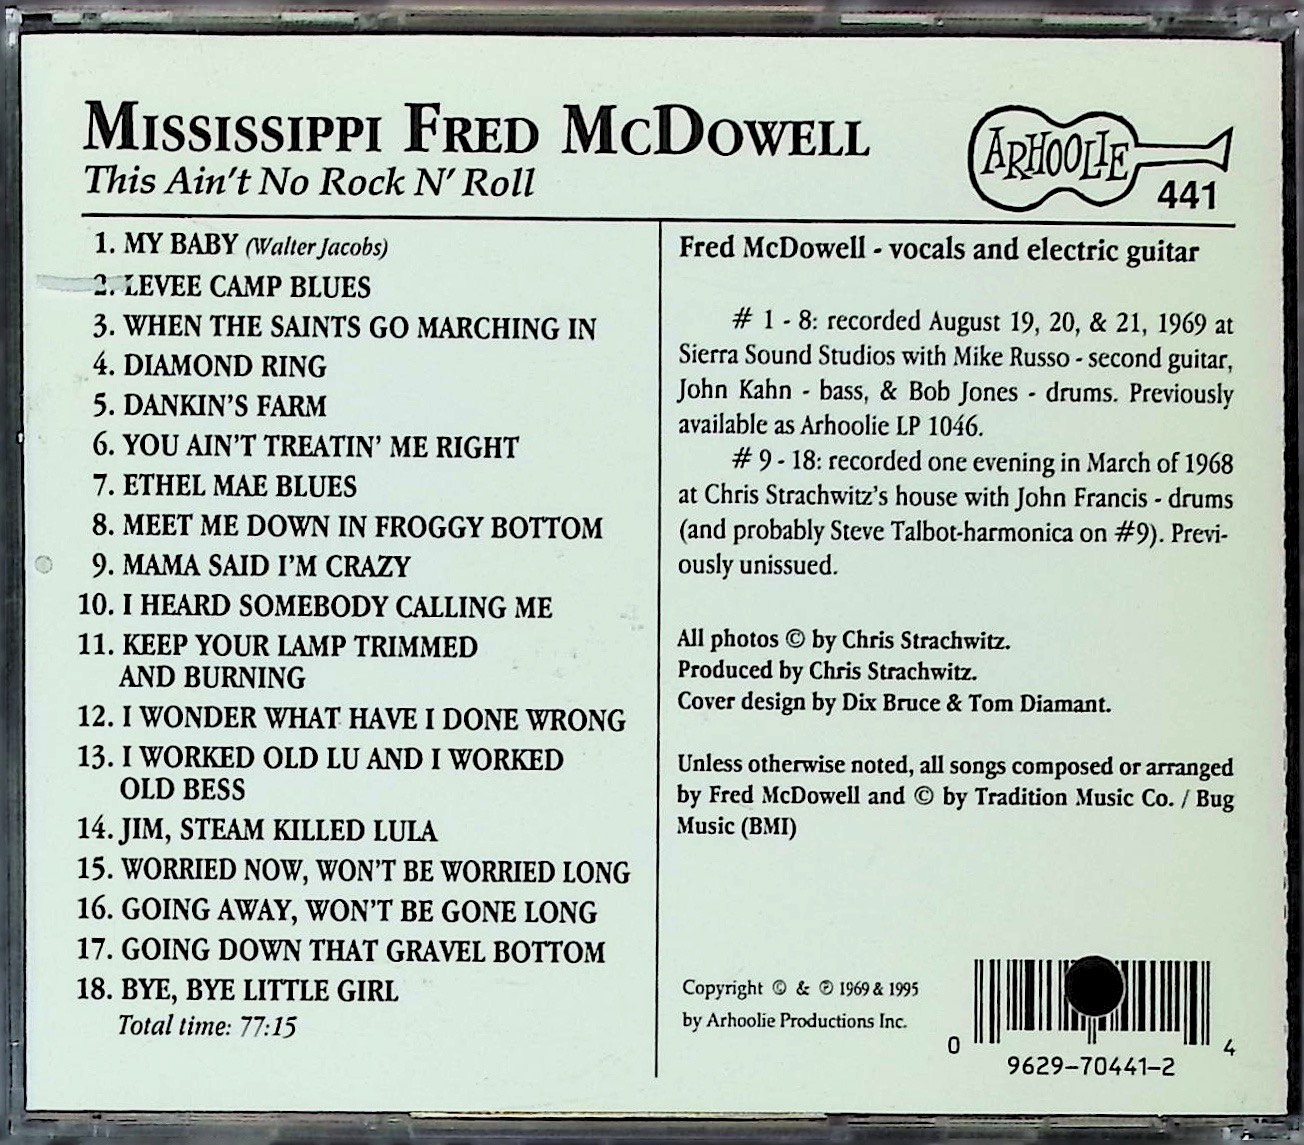 MISSISSIPPI FRED MCDOWELL
This Ain't No Rock N' Roll
ARHOOLIE
441
1. MY BABY (Walter Jacobs)
2. LEVEE CAMP BLUES
3. WHEN THE SAINTS GO MARCHING IN
4. DIAMOND RING
5. DANKIN'S FARM
6. YOU AIN'T TREATIN' ME RIGHT
7. ETHEL MAE BLUES
8. MEET ME DOWN IN FROGGY BOTTOM
9. MAMA SAID I'M CRAZY
10. I HEARD SOMEBODY CALLING ME
11. KEEP YOUR LAMP TRIMMED
AND BURNING
12. I WONDER WHAT HAVE I DONE WRONG
13. I WORKED OLD LU AND I WORKED
OLD BESS
14. JIM, STEAM KILLED LULA
15. WORRIED NOW, WON'T BE WORRIED LONG
16. GOING AWAY, WON'T BE GONE LONG
17. GOING DOWN THAT GRAVEL BOTTOM
18. BYE, BYE LITTLE GIRL
Total time: 77:15
Fred McDowell - vocals and electric guitar
# 1 - 8: recorded August 19, 20, & 21, 1969 at
Sierra Sound Studios with Mike Russo - second guitar,
John Kahn - bass, & Bob Jones - drums. Previously
available as Arhoolie LP 1046.
# 9 - 18: recorded one evening in March of 1968
at Chris Strachwitz's house with John Francis - drums
(and probably Steve Talbot-harmonica on #9). Previ-
ously unissued.
All photos © by Chris Strachwitz.
Produced by Chris Strachwitz.
Cover design by Dix Bruce & Tom Diamant.
Unless otherwise noted, all songs composed or arranged
by Fred McDowell and © by Tradition Music Co. / Bug
Music (BMI)
Copyright © & ℗ 1969 & 1995
by Arhoolie Productions Inc.
0 9629-70441-2 4